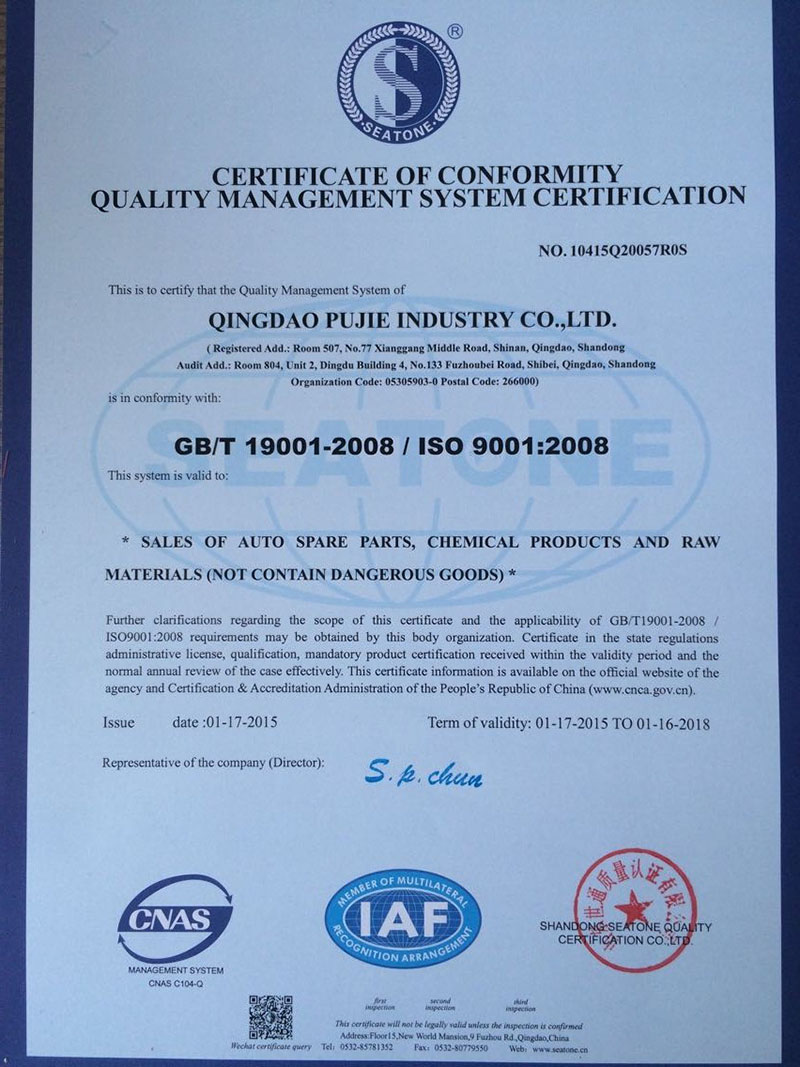 ®
S
SEATONE
CERTIFICATE OF CONFORMITY
QUALITY MANAGEMENT SYSTEM CERTIFICATION
NO. 10415Q20057R0S
This is to certify that the Quality Management System of
QINGDAO PUJIE INDUSTRY CO.,LTD.
( Registered Add.: Room 507, No.77 Xianggang Middle Road, Shinan, Qingdao, Shandong
Audit Add.: Room 804, Unit 2, Dingdu Building 4, No.133 Fuzhoubei Road, Shibei, Qingdao, Shandong
Organization Code: 05305903-0 Postal Code: 266000)
is in conformity with:
GB/T 19001-2008 / ISO 9001:2008
SEATONE
This system is valid to:
* SALES OF AUTO SPARE PARTS, CHEMICAL PRODUCTS AND RAW
MATERIALS (NOT CONTAIN DANGEROUS GOODS) *
Further clarifications regarding the scope of this certificate and the applicability of GB/T19001-2008 /
ISO9001:2008 requirements may be obtained by this body organization. Certificate in the state regulations
administrative license, qualification, mandatory product certification received within the validity period and the
normal annual review of the case effectively. This certificate information is available on the official website of the
agency and Certification & Accreditation Administration of the People's Republic of China (www.cnca.gov.cn).
Issue date :01-17-2015
Term of validity: 01-17-2015 TO 01-16-2018
Representative of the company (Director):
S.p.chun
CNAS
MANAGEMENT SYSTEM
CNAS C104-Q
MEMBER OF MULTILATERAL
IAF
RECOGNITION ARRANGEMENT
世通质量认证有限
SHANDONG SEATONE QUALITY
CERTIFICATION CO.,LTD.
first inspection
second inspection
third inspection
This certificate will not be legally valid unless the inspection is confirmed
Address:Floor15,New World Mansion,9 Fuzhou Rd.,Qingdao,China
Wechat certificate query
Tel: 0532-85781352 Fax: 0532-80779550 Web: www.seatone.cn